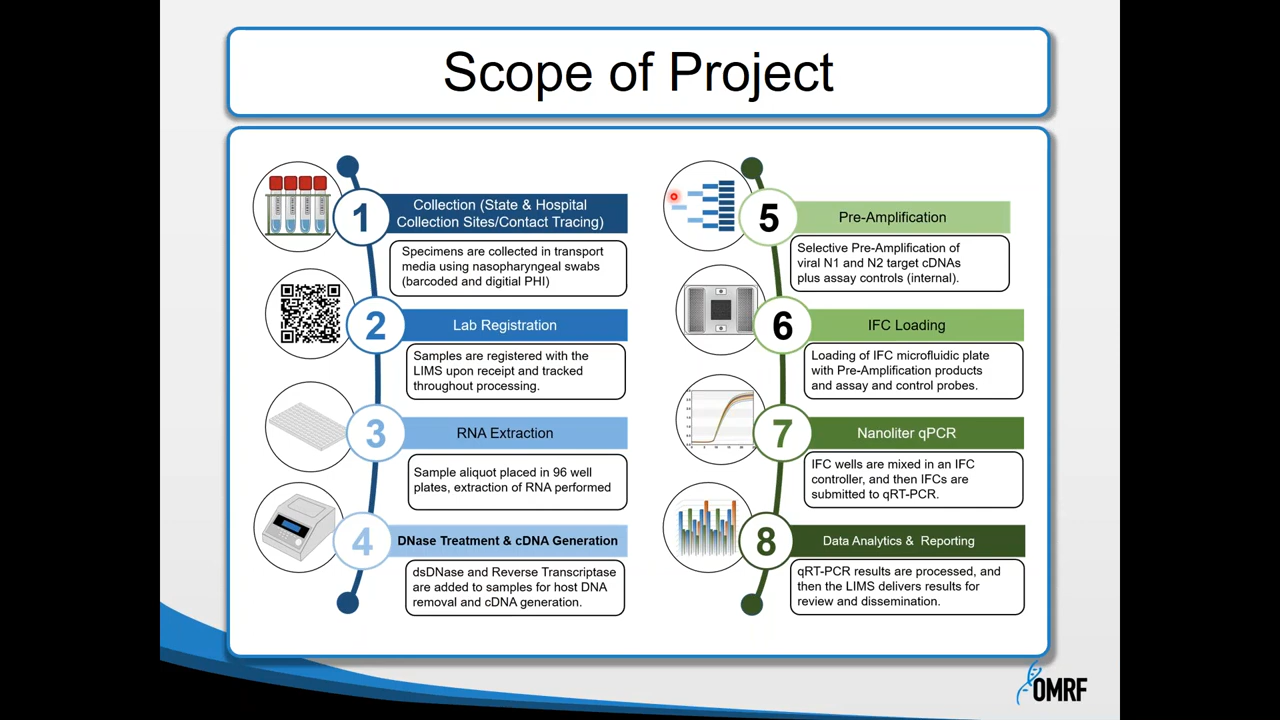 Scope of Project
1
Collection (State & Hospital
Collection Sites/Contact Tracing)
Specimens are collected in transport
media using nasopharyngeal swabs
(barcoded and digitial PHI)
2
Lab Registration
Samples are registered with the
LIMS upon receipt and tracked
throughout processing.
3
RNA Extraction
Sample aliquot placed in 96 well
plates, extraction of RNA performed
4
DNase Treatment & cDNA Generation
dsDNase and Reverse Transcriptase
are added to samples for host DNA
removal and cDNA generation.
5
Pre-Amplification
Selective Pre-Amplification of
viral N1 and N2 target cDNAs
plus assay controls (internal).
6
IFC Loading
Loading of IFC microfluidic plate
with Pre-Amplification products
and assay and control probes.
7
Nanoliter qPCR
IFC wells are mixed in an IFC
controller, and then IFCs are
submitted to qRT-PCR.
8
Data Analytics & Reporting
qRT-PCR results are processed, and
then the LIMS delivers results for
review and dissemination.
OMRF